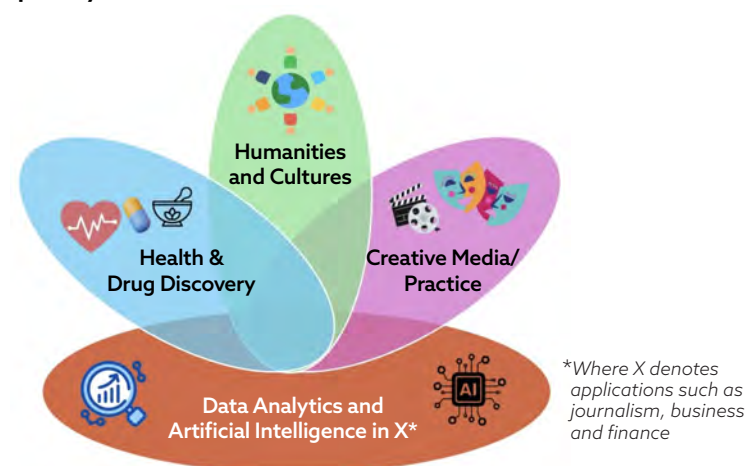 Humanities
and Cultures
Health &
Drug Discovery
Creative Media/
Practice
AI
Data Analytics and
Artificial Intelligence in X*
*Where X denotes
applications such as
journalism, business
and finance